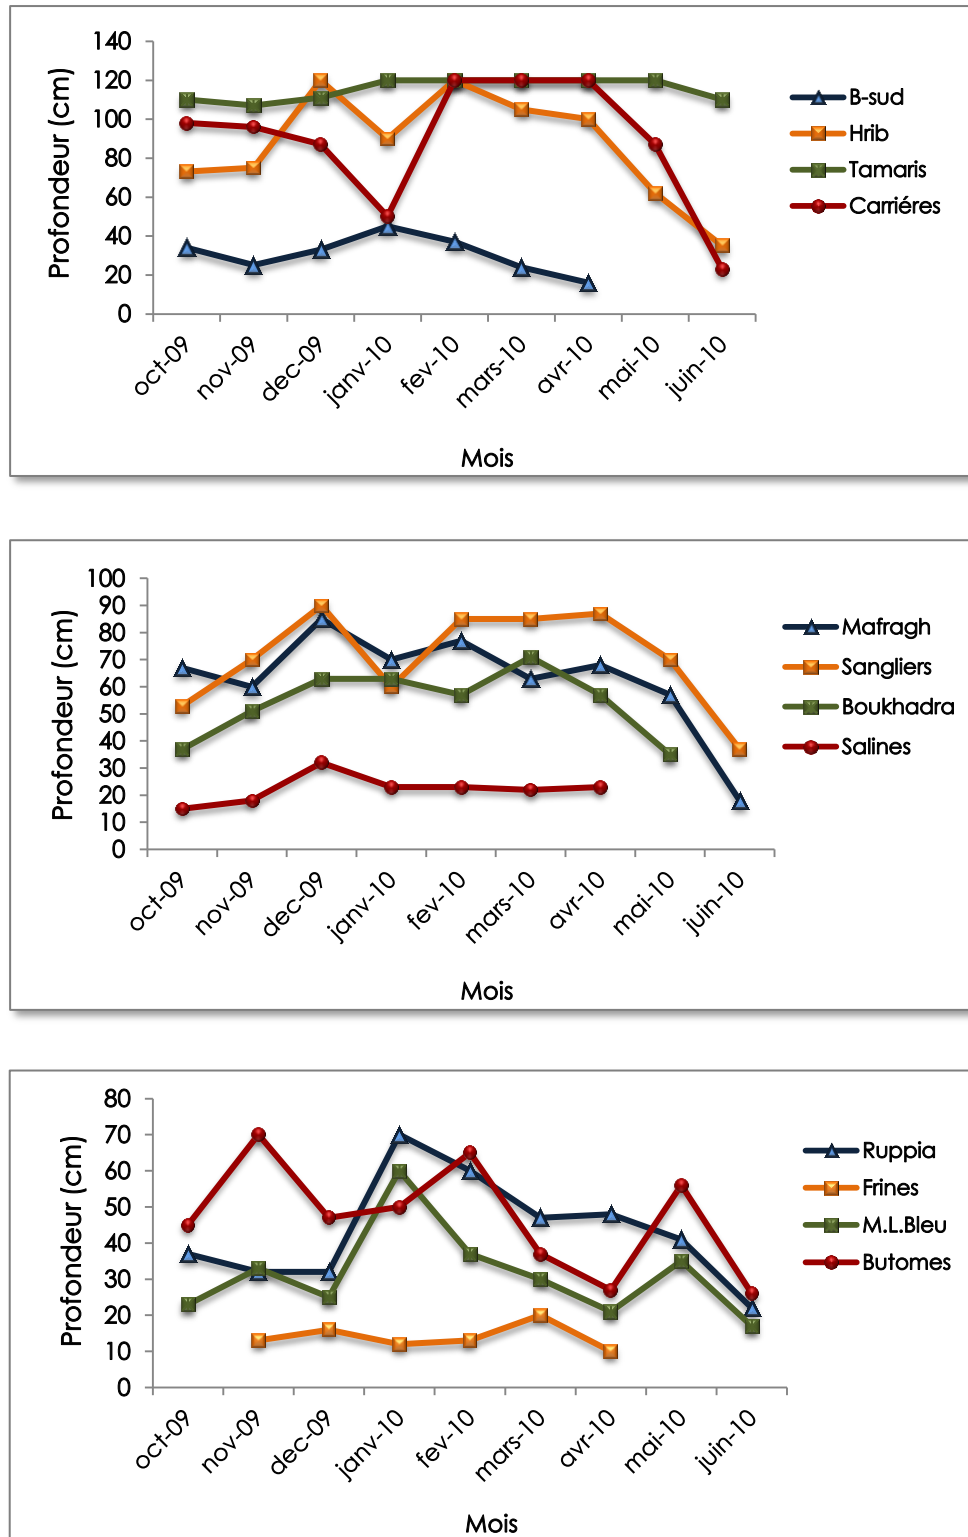 Profondeur (cm)
140
120
100
80
60
40
20
0
oct-09
nov-09
dec-09
janv-10
fev-10
mars-10
avr-10
mai-10
juin-10
Mois
B-sud
Hrib
Tamaris
Carriéres
Profondeur (cm)
100
90
80
70
60
50
40
30
20
10
0
oct-09
nov-09
dec-09
janv-10
fev-10
mars-10
avr-10
mai-10
juin-10
Mois
Mafragh
Sangliers
Boukhadra
Salines
Profondeur (cm)
80
70
60
50
40
30
20
10
0
oct-09
nov-09
dec-09
janv-10
fev-10
mars-10
avr-10
mai-10
juin-10
Mois
Ruppia
Frines
M.L.Bleu
Butomes